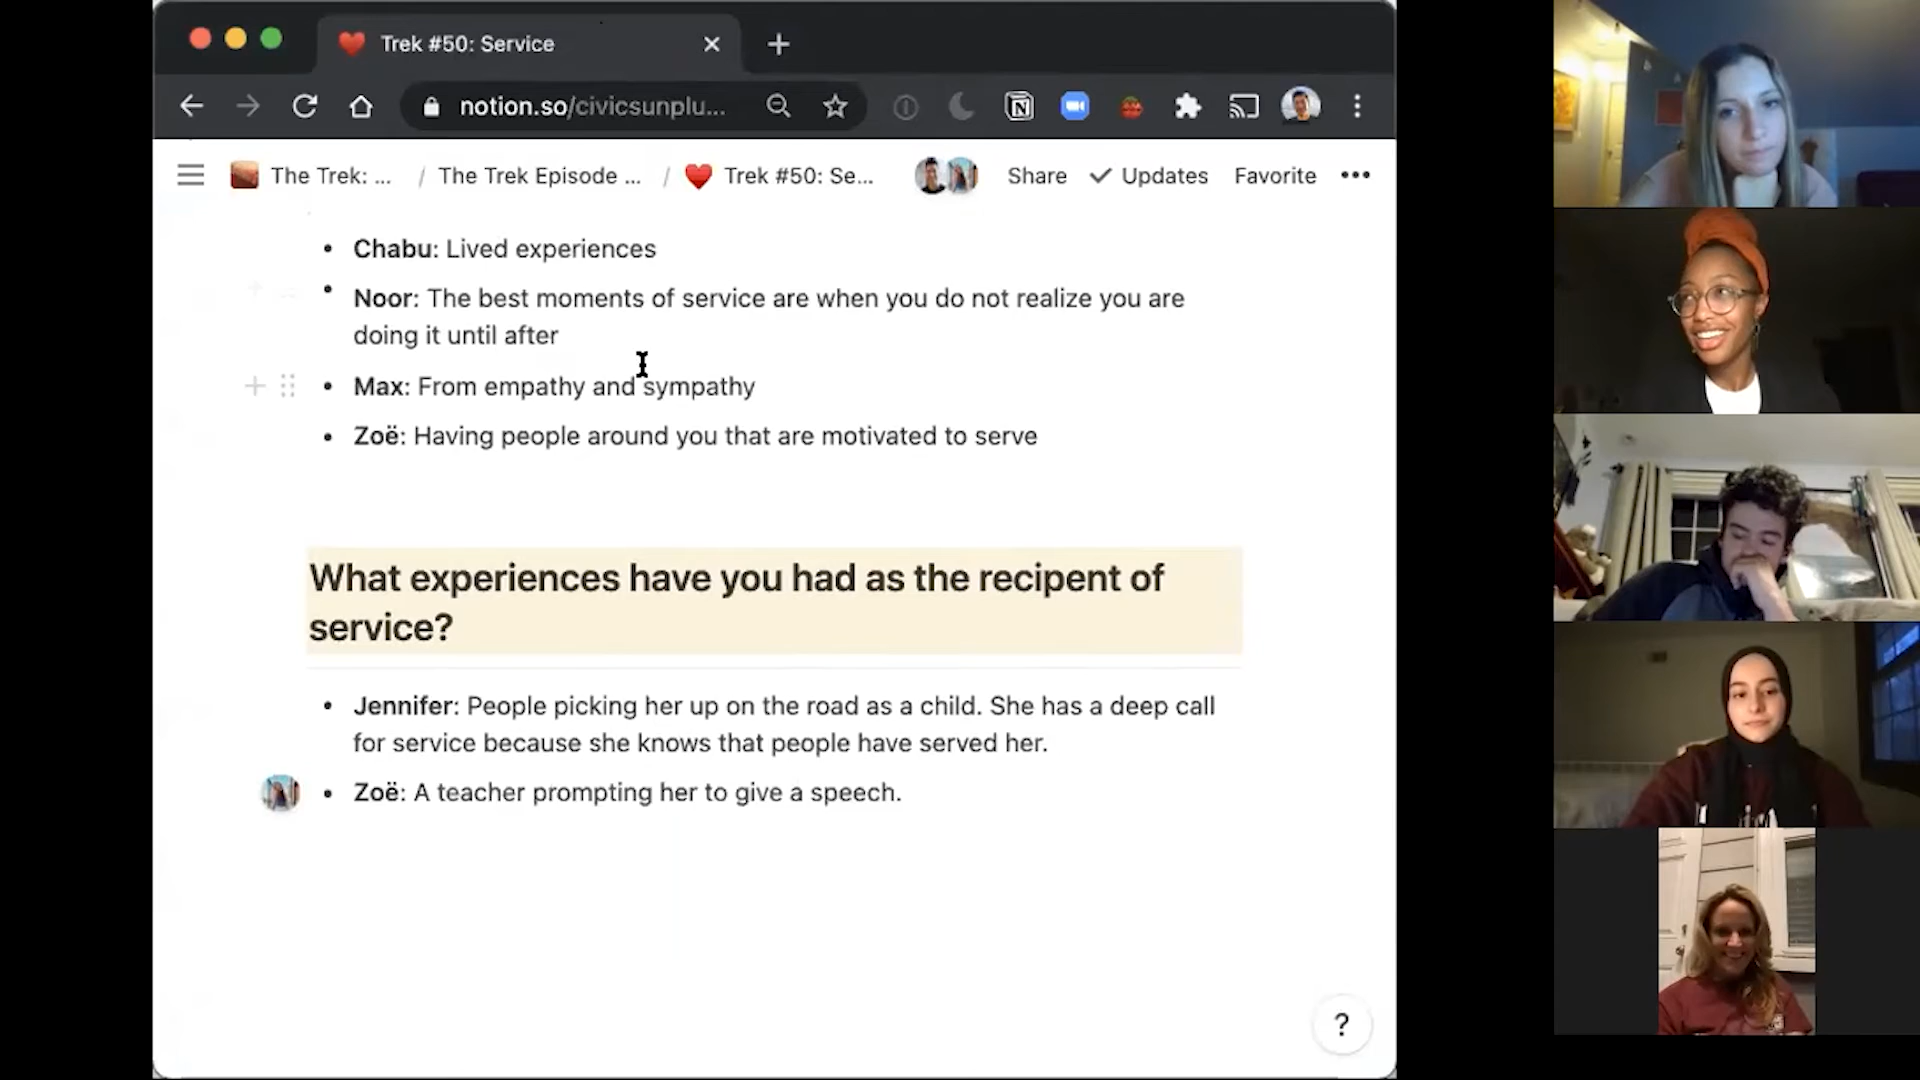 Trek #50: Service
notion.so/civicsunplu...
The Trek: ... / The Trek Episode ... / Trek #50: Se... Share Updates Favorite
Chabu: Lived experiences
Noor: The best moments of service are when you do not realize you are
doing it until after
Max: From empathy and sympathy
Zoë: Having people around you that are motivated to serve
What experiences have you had as the recipent of
service?
Jennifer: People picking her up on the road as a child. She has a deep call
for service because she knows that people have served her.
Zoë: A teacher prompting her to give a speech.
?